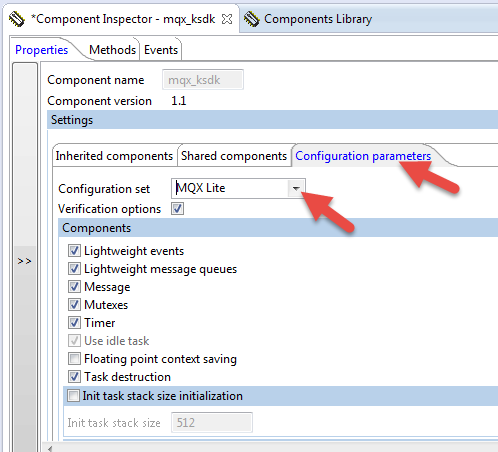 *Component Inspector - mqx_ksdk Components Library
Properties Methods Events
Component name mqx_ksdk
Component version 1.1
Settings
Inherited components Shared components Configuration parameters
Configuration set MQX Lite
Verification options
Components
>>
Lightweight events
Lightweight message queues
Message
Mutexes
Timer
Use idle task
Floating point context saving
Task destruction
Init task stack size initialization
Init task stack size 512